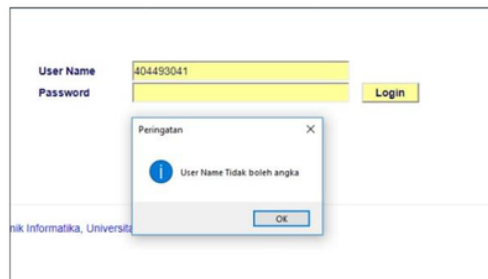 User Name 404493041
Password Login
Peringatan
User Name Tidak boleh angka
OK
nik Informatika, Universita